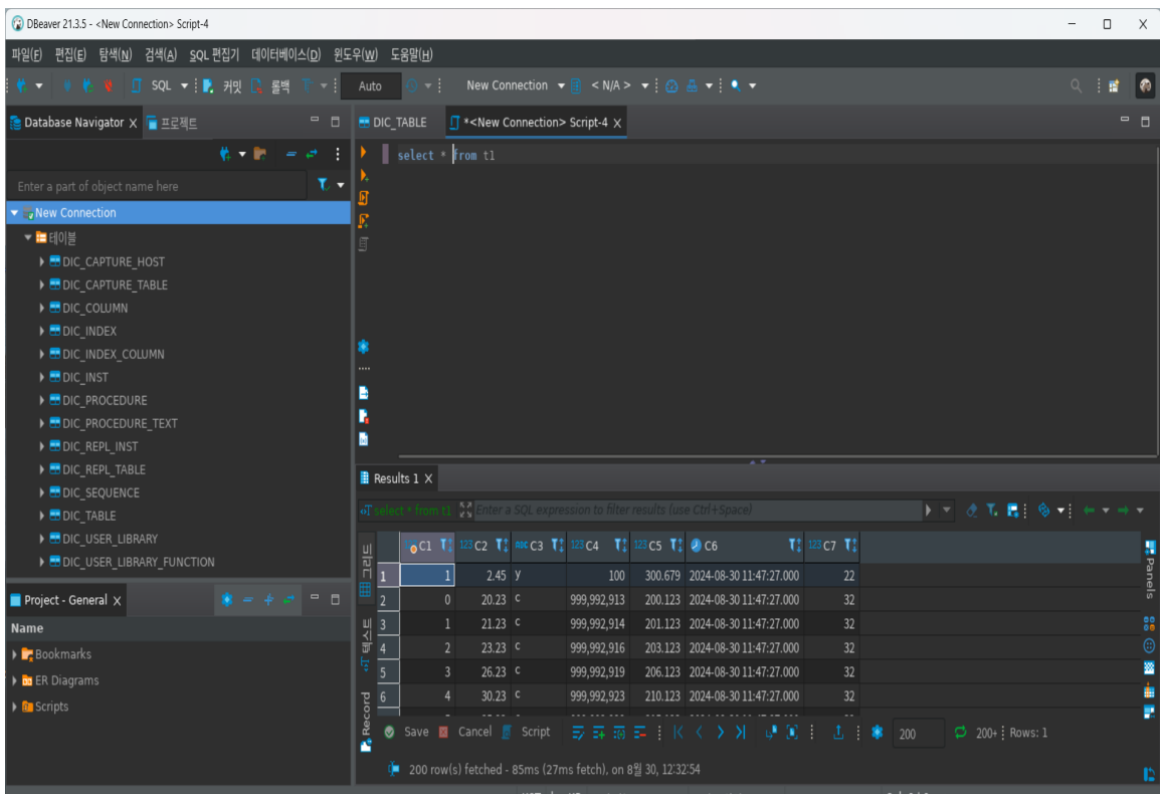 DBeaver 21.3.5 - <New Connection> Script-4
파일(F) 편집(E) 탐색(N) 검색(A) SQL 편집기 데이터베이스(D) 윈도우(W) 도움말(H)
SQL 커밋 롤백 Auto New Connection < N/A >
Database Navigator 프로젝트
Enter a part of object name here
New Connection
테이블
DIC_CAPTURE_HOST
DIC_CAPTURE_TABLE
DIC_COLUMN
DIC_INDEX
DIC_INDEX_COLUMN
DIC_INST
DIC_PROCEDURE
DIC_PROCEDURE_TEXT
DIC_REPL_INST
DIC_REPL_TABLE
DIC_SEQUENCE
DIC_TABLE
DIC_USER_LIBRARY
DIC_USER_LIBRARY_FUNCTION
Project - General
Name
Bookmarks
ER Diagrams
Scripts
DIC_TABLE *<New Connection> Script-4
select * from t1
Results 1
select * from t1 Enter a SQL expression to filter results (use Ctrl+Space)
그리드
텍스트
Record
C1 123 C2 ABC C3 123 C4 123 C5 C6 123 C7
1 1 2.45 y 100 300.679 2024-08-30 11:47:27.000 22
2 0 20.23 c 999,992,913 200.123 2024-08-30 11:47:27.000 32
3 1 21.23 c 999,992,914 201.123 2024-08-30 11:47:27.000 32
4 2 23.23 c 999,992,916 203.123 2024-08-30 11:47:27.000 32
5 3 26.23 c 999,992,919 206.123 2024-08-30 11:47:27.000 32
6 4 30.23 c 999,992,923 210.123 2024-08-30 11:47:27.000 32
Panels
Save Cancel Script 200 200+ Rows: 1
200 row(s) fetched - 85ms (27ms fetch), on 8월 30, 12:32:54